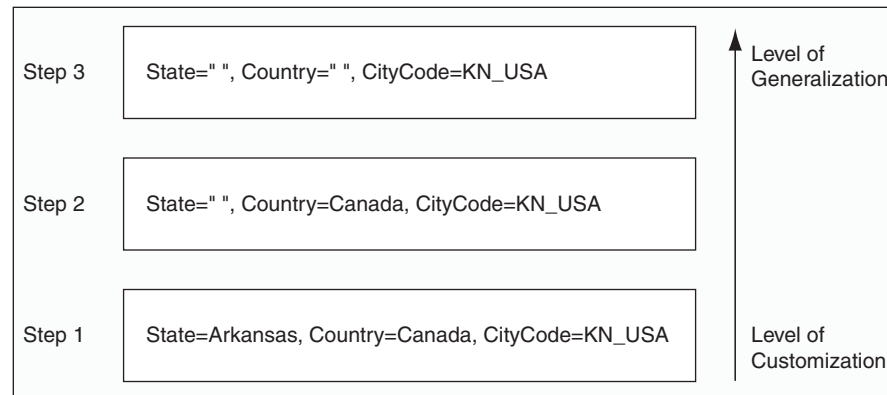 Step 3
State=" ", Country=" ", CityCode=KN_USA
Level of
Generalization
Step 2
State=" ", Country=Canada, CityCode=KN_USA
Step 1
State=Arkansas, Country=Canada, CityCode=KN_USA
Level of
Customization